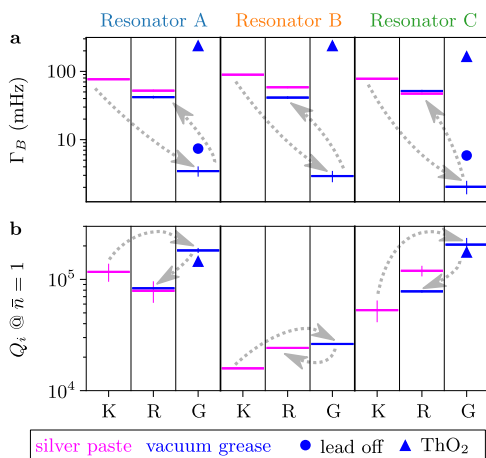 Resonator A Resonator B Resonator C
a
Γ_B (mHz)
100
10
b
Q_i @ n̄ = 1
10^5
10^4
K R G K R G K R G
silver paste vacuum grease lead off ThO₂